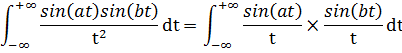 ∫_{-∞}^{+∞} sin(at)sin(bt)/t² dt = ∫_{-∞}^{+∞} sin(at)/t × sin(bt)/t dt